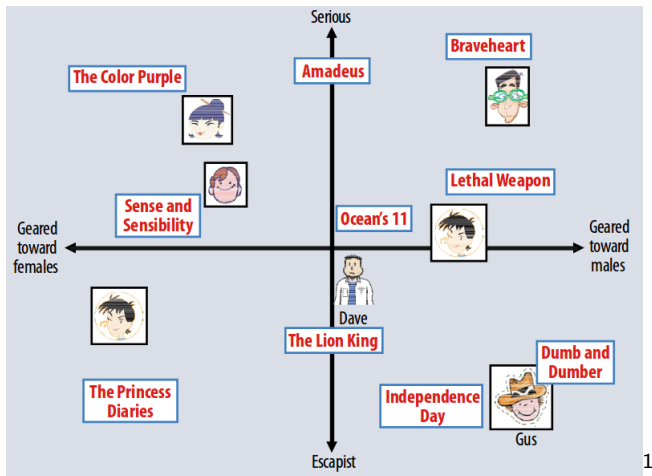 Serious
Braveheart
The Color Purple
Amadeus
Lethal Weapon
Sense and
Sensibility
Ocean's 11
Geared
toward
females
Geared
toward
males
Dave
The Lion King
Dumb and
Dumber
The Princess
Diaries
Independence
Day
Gus
Escapist
1